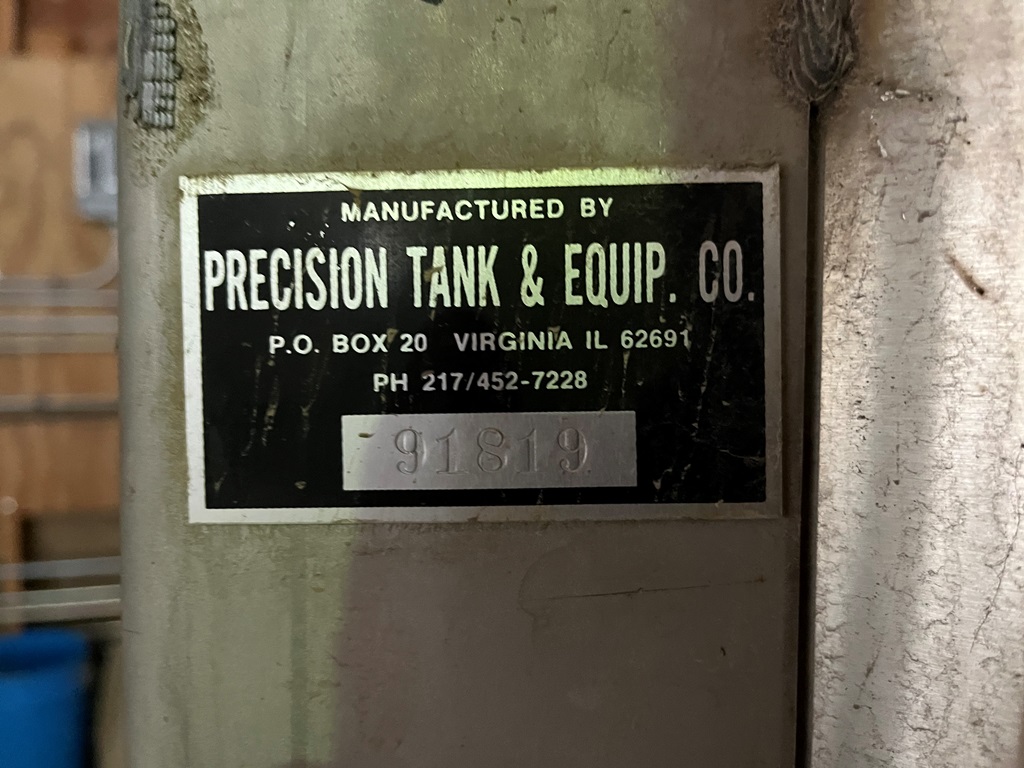 MANUFACTURED BY
PRECISION TANK & EQUIP. CO.
P.O. BOX 20 VIRGINIA IL 62691
PH 217/452-7228
91819